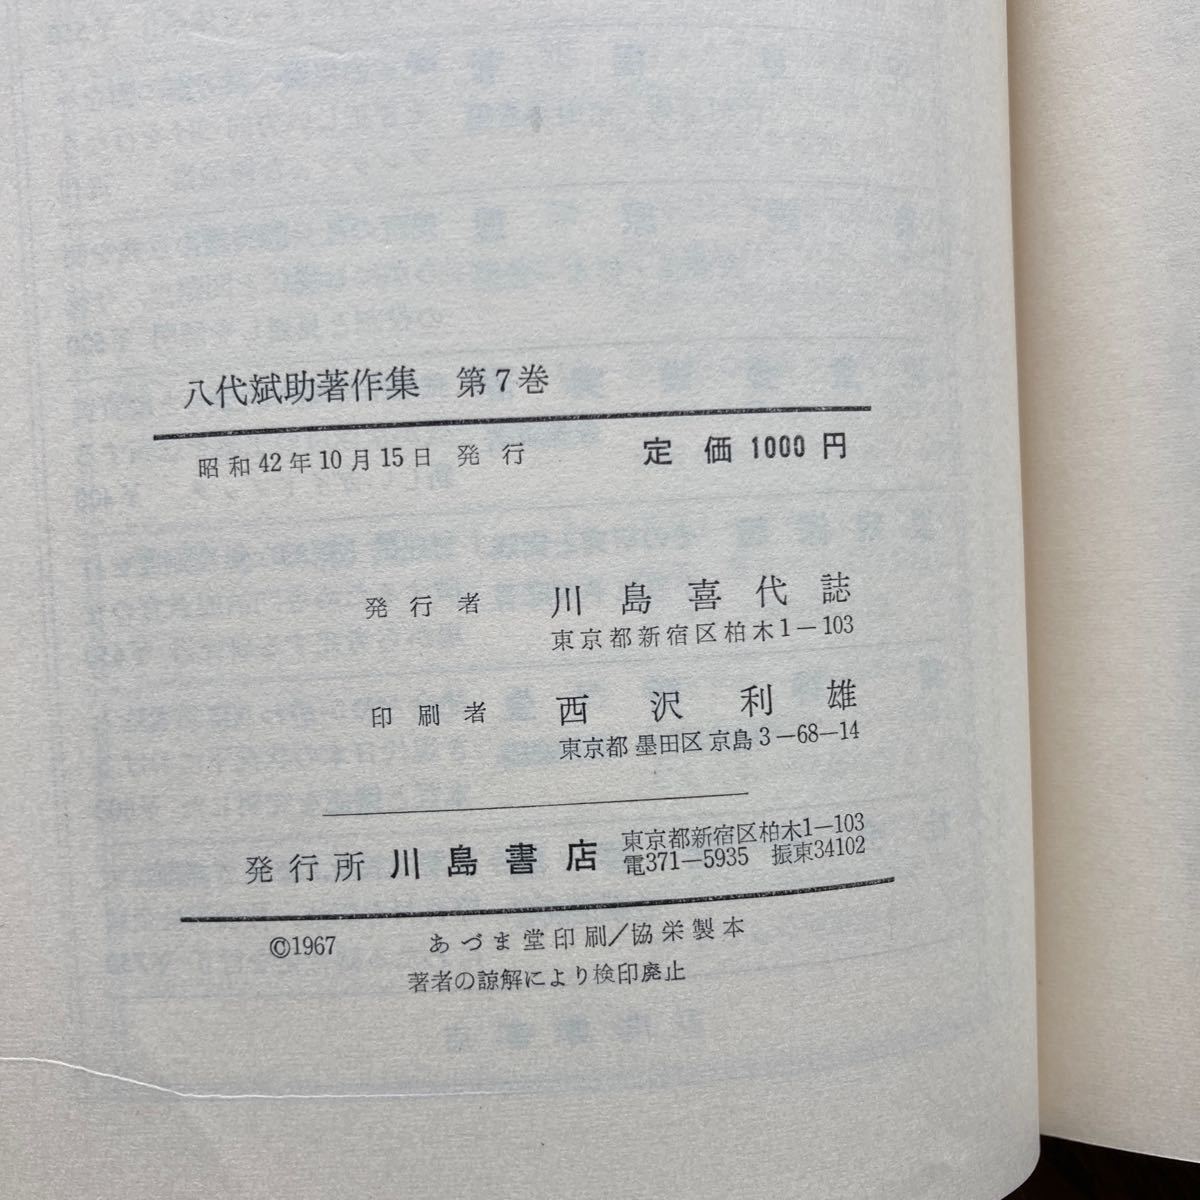 八代斌助著作集 第7巻
昭和42年10月15日 発行 定価 1000円
発行者 川島喜代誌
東京都新宿区柏木1―103
印刷者 西沢利雄
東京都 墨田区 京島3―68―14
発行所 川島書店 東京都新宿区柏木1―103
電371―5935 振東34102
©1967 あづま堂印刷/協栄製本
著者の諒解により検印廃止